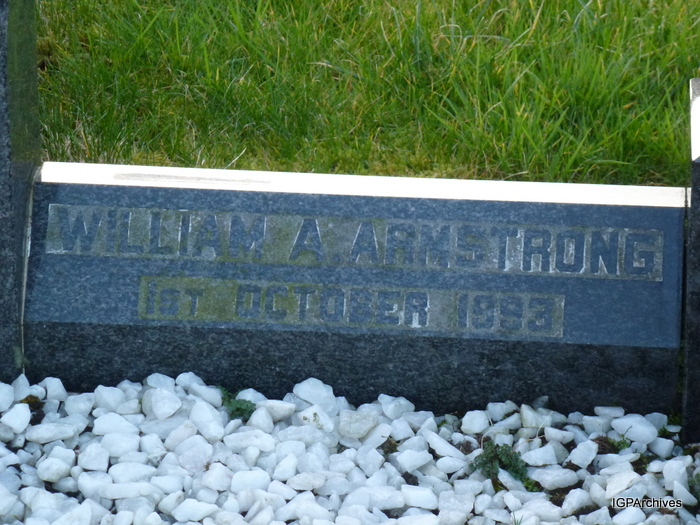 WILLIAM A. ARMSTRONG
1ST OCTOBER 1993
IGPArchives